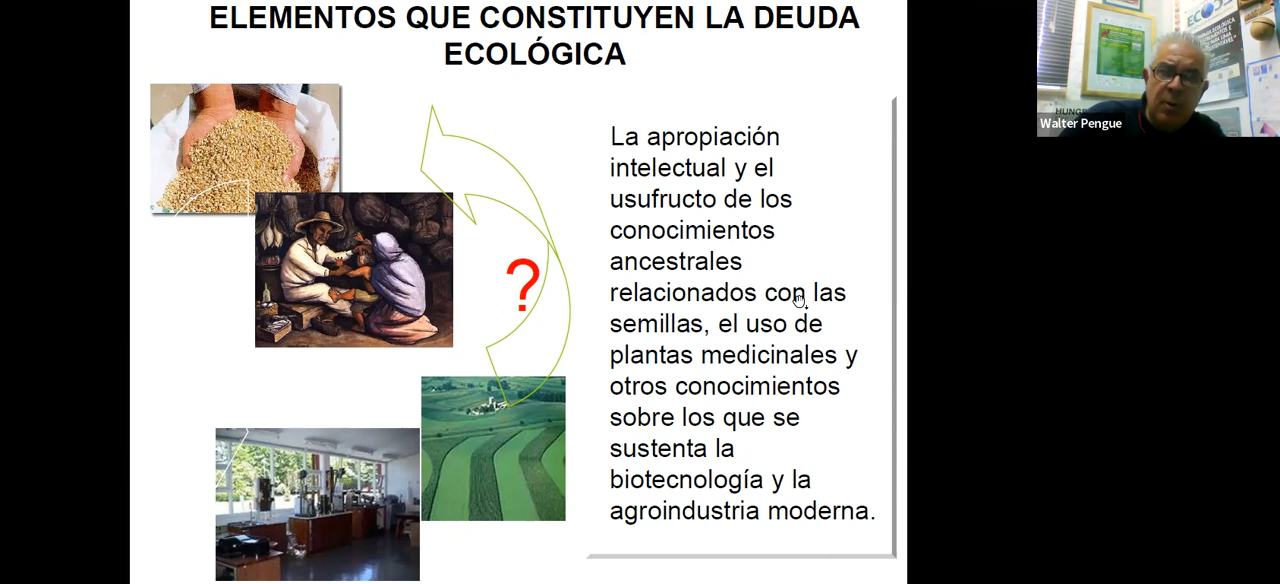 ELEMENTOS QUE CONSTITUYEN LA DEUDA
ECOLÓGICA
La apropiación
intelectual y el
usufructo de los
conocimientos
ancestrales
relacionados con las
semillas, el uso de
plantas medicinales y
otros conocimientos
sobre los que se
sustenta la
biotecnología y la
agroindustria moderna.
?
Walter Pengue